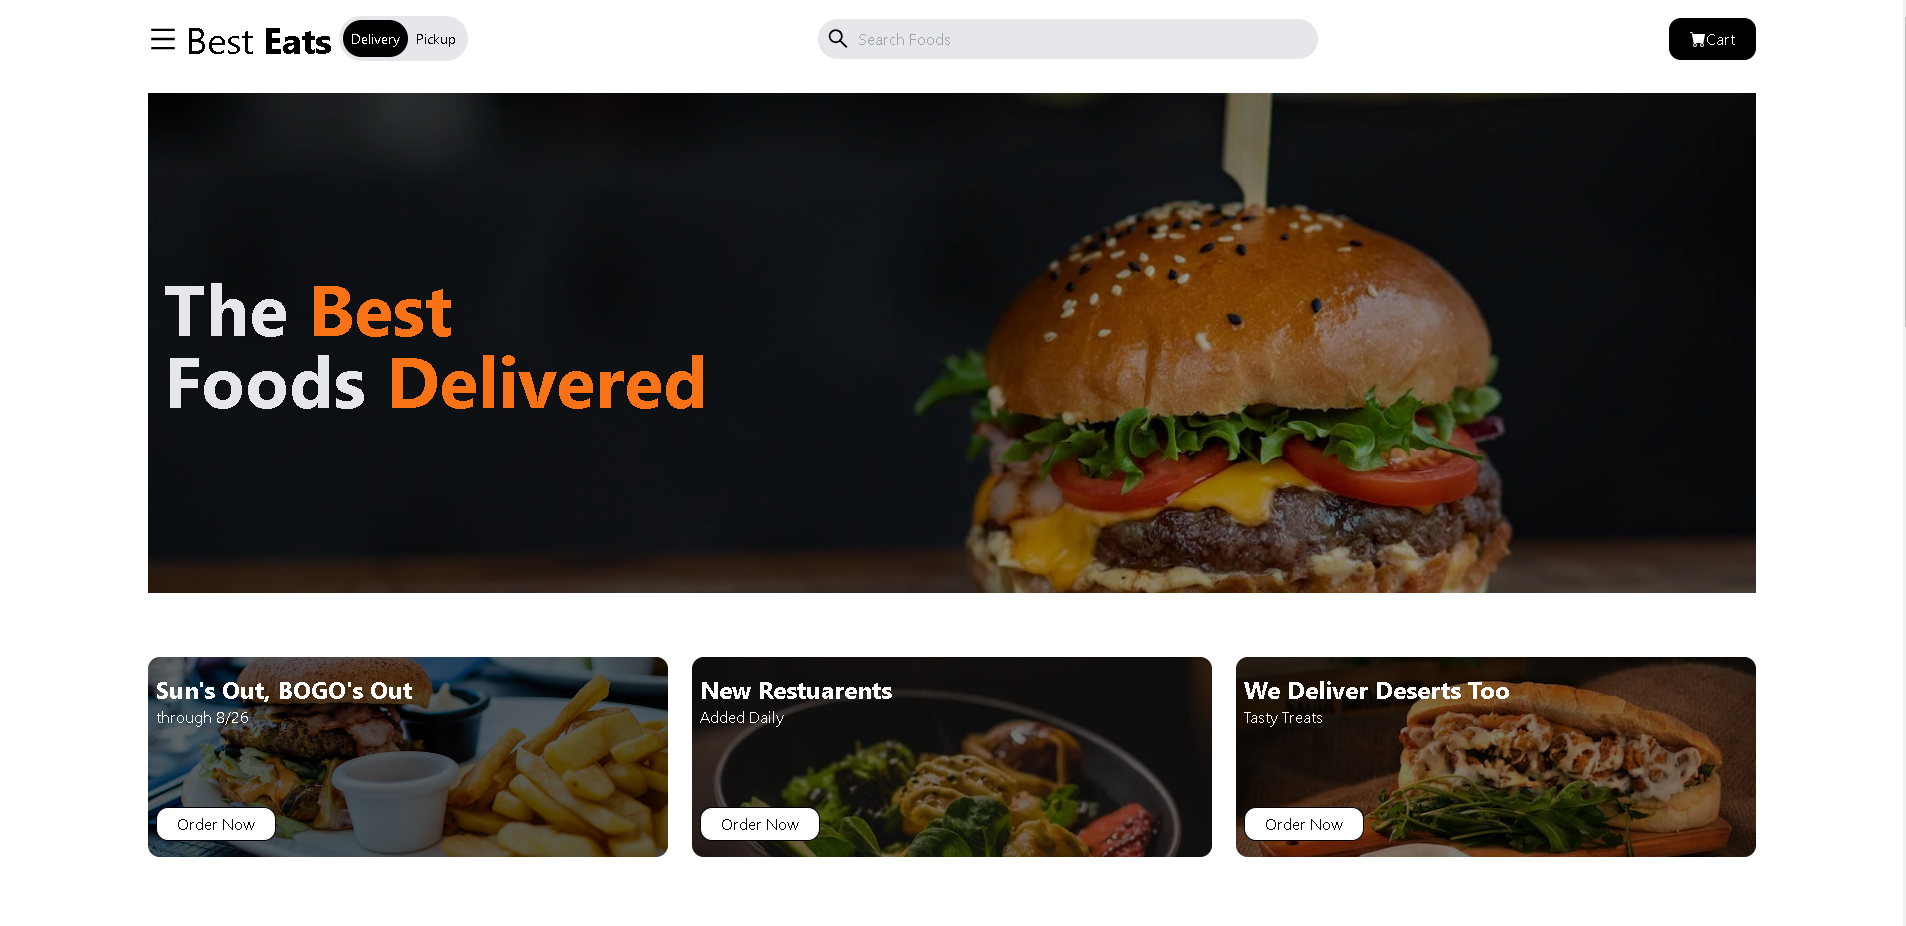 Best Eats
Delivery
Pickup
Search Foods
Cart
The Best
Foods Delivered
Sun's Out, BOGO's Out
through 8/26
Order Now
New Restuarents
Added Daily
Order Now
We Deliver Deserts Too
Tasty Treats
Order Now